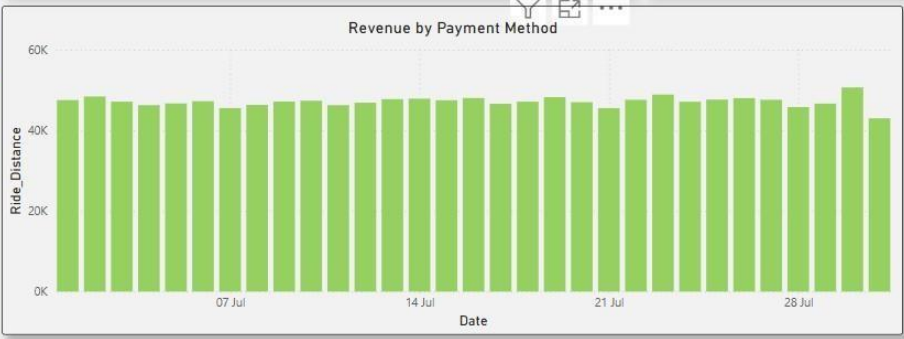 Revenue by Payment Method
60K
40K
20K
0K
Ride_Distance
07 Jul
14 Jul
21 Jul
28 Jul
Date